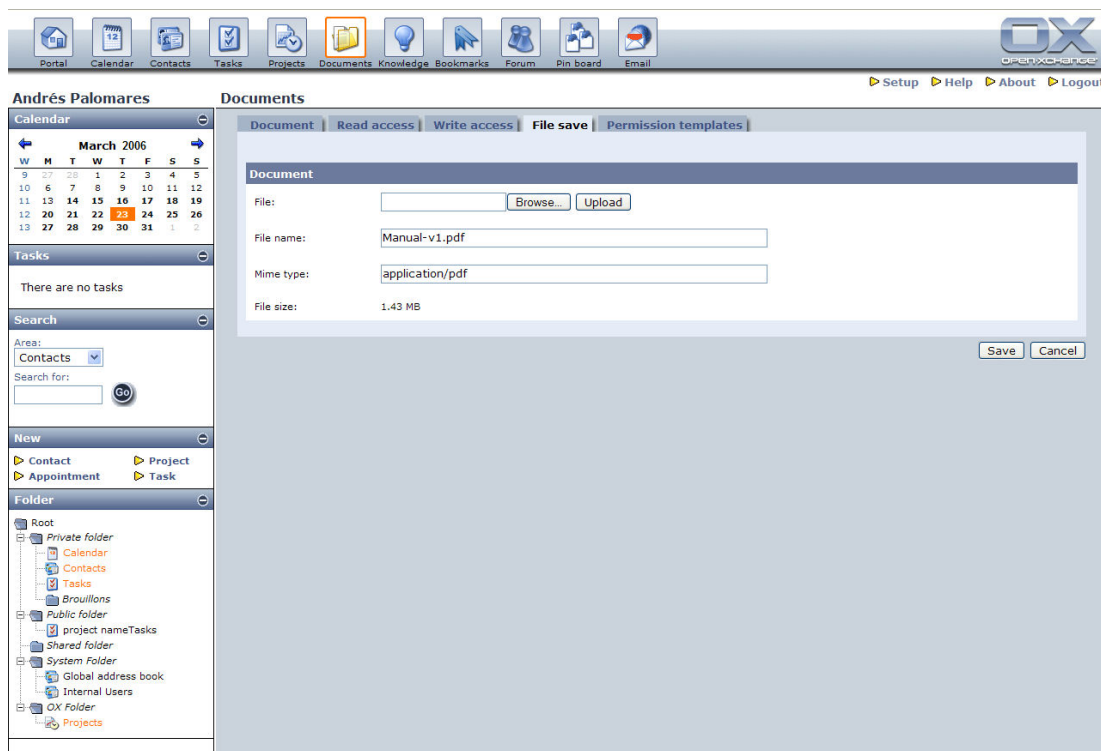 Portal Calendar Contacts Tasks Projects Documents Knowledge Bookmarks Forum Pin board Email
OX
OPEN-XCHANGE
Setup Help About Logout
Andrés Palomares
Documents
Calendar
March 2006
W M T W T F S S
9 27 28 1 2 3 4 5
10 6 7 8 9 10 11 12
11 13 14 15 16 17 18 19
12 20 21 22 23 24 25 26
13 27 28 29 30 31 1 2
Tasks
There are no tasks
Search
Area:
Contacts
Search for:
Go
New
Contact Project
Appointment Task
Folder
Root
Private folder
Calendar
Contacts
Tasks
Brouillons
Public folder
project nameTasks
Shared folder
System Folder
Global address book
Internal Users
OX Folder
Projects
Document Read access Write access File save Permission templates
Document
File: Browse... Upload
File name: Manual-v1.pdf
Mime type: application/pdf
File size: 1.43 MB
Save Cancel